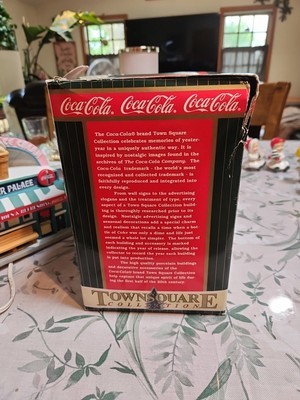 Coca-Cola® Coca-Cola® Coca-Cola®
The Coca-Cola® brand Town Square
Collection celebrates memories of yester-
year in a uniquely authentic way. It is
inspired by nostalgic images found in the
archives of The Coca-Cola Company. The
Coca-Cola trademark - the world's most
recognized and collected trademark - is
faithfully reproduced and integrated into
every design.
From wall signs to the advertising
slogans and the treatment of type, every
aspect of a Town Square Collection build-
ing is thoroughly researched prior to its
design. Nostalgic advertising signs and
seasonal decorations add a special charm
and realism that recalls a time when a bot-
tle of Coke was only a dime and life just
seemed a whole lot simpler. The bottom of
each building and accessory is marked
indicating the year of release, allowing the
collector to record the year each building
is put into production.
The high quality porcelain buildings
and decorative accessories of the
Coca-Cola® brand Town Square Collection
help capture that unique spirit of life dur-
ing the first half of the 20th century.
TOWN SQUARE
COLLECTION
PALACE